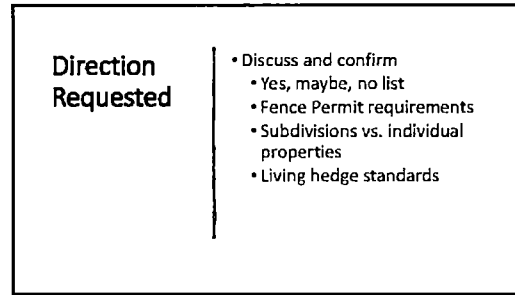 Direction
Requested
• Discuss and confirm
• Yes, maybe, no list
• Fence Permit requirements
• Subdivisions vs. individual
properties
• Living hedge standards